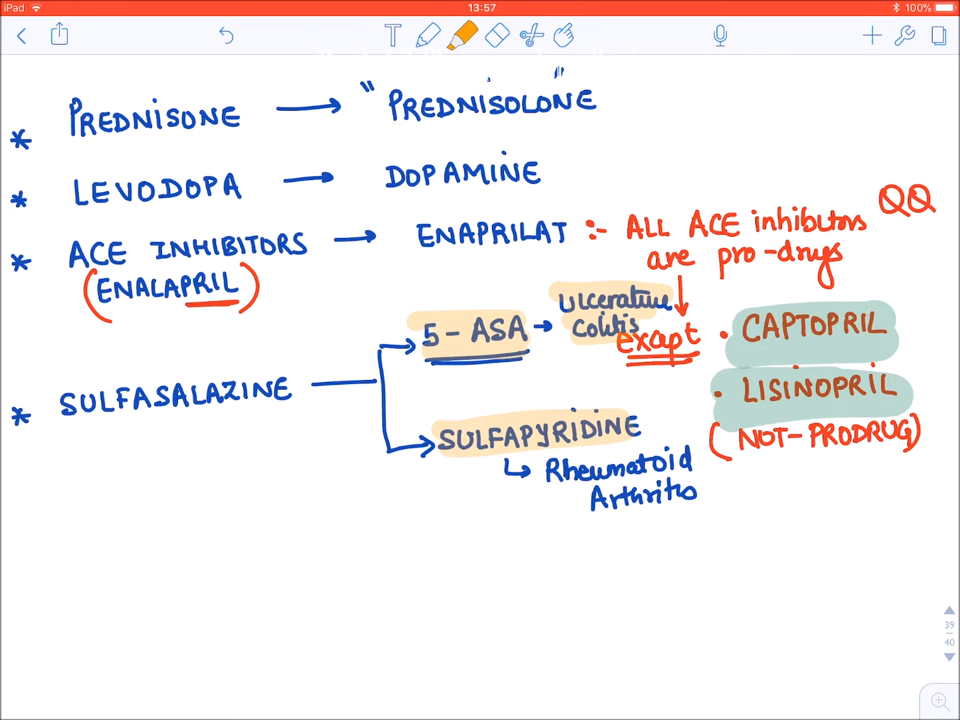 iPad
13:57
100%
* PREDNISONE → "PREDNISOLONE"
* LEVODOPA → DOPAMINE
* ACE INHIBITORS → ENAPRILAT :- ALL ACE inhibitors QQ
(ENALAPRIL)
are pro-drugs
↓
exapt • CAPTOPRIL
• LISINOPRIL
(NOT-PRODRUG)
* SULFASALAZINE
5-ASA → Ulcerative
Colitis
SULFAPYRIDINE
↳ Rheumatoid
Arthritis
39
40